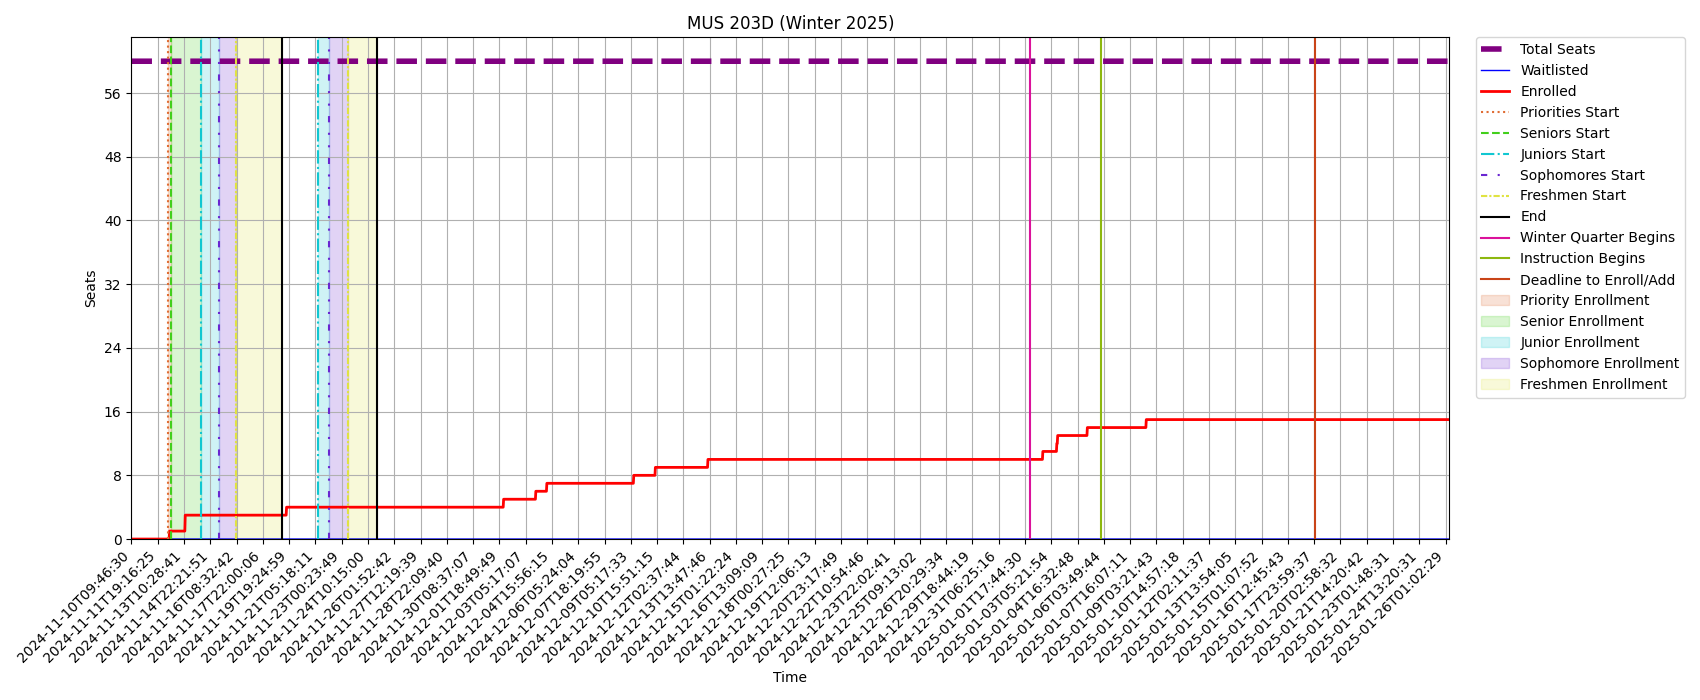 MUS 203D (Winter 2025)
Seats
56
48
40
32
24
16
8
0
2024-11-10T09:46:30
2024-11-11T19:16:25
2024-11-13T10:28:41
2024-11-14T22:21:51
2024-11-16T08:32:42
2024-11-17T22:00:06
2024-11-19T19:24:59
2024-11-21T05:18:11
2024-11-23T00:23:49
2024-11-24T10:15:00
2024-11-26T01:52:42
2024-11-27T12:19:39
2024-11-28T22:09:40
2024-11-30T08:37:07
2024-12-01T18:49:49
2024-12-03T05:17:07
2024-12-04T15:56:15
2024-12-06T05:24:04
2024-12-07T18:19:55
2024-12-09T05:17:33
2024-12-10T15:51:15
2024-12-12T02:37:44
2024-12-13T13:47:46
2024-12-15T01:22:24
2024-12-16T13:09:09
2024-12-18T00:27:25
2024-12-19T12:06:13
2024-12-20T23:17:49
2024-12-22T10:54:46
2024-12-23T22:02:41
2024-12-25T09:13:02
2024-12-26T20:29:34
2024-12-29T18:44:19
2024-12-31T06:25:16
2025-01-01T17:44:30
2025-01-03T05:21:54
2025-01-04T16:32:48
2025-01-06T03:49:44
2025-01-07T16:07:11
2025-01-09T03:21:43
2025-01-10T14:57:18
2025-01-12T02:11:37
2025-01-13T13:54:05
2025-01-15T01:07:52
2025-01-16T12:45:43
2025-01-17T23:59:37
2025-01-20T02:58:32
2025-01-21T14:20:42
2025-01-23T01:48:31
2025-01-24T13:20:31
2025-01-26T01:02:29
Time
Total Seats
Waitlisted
Enrolled
Priorities Start
Seniors Start
Juniors Start
Sophomores Start
Freshmen Start
End
Winter Quarter Begins
Instruction Begins
Deadline to Enroll/Add
Priority Enrollment
Senior Enrollment
Junior Enrollment
Sophomore Enrollment
Freshmen Enrollment